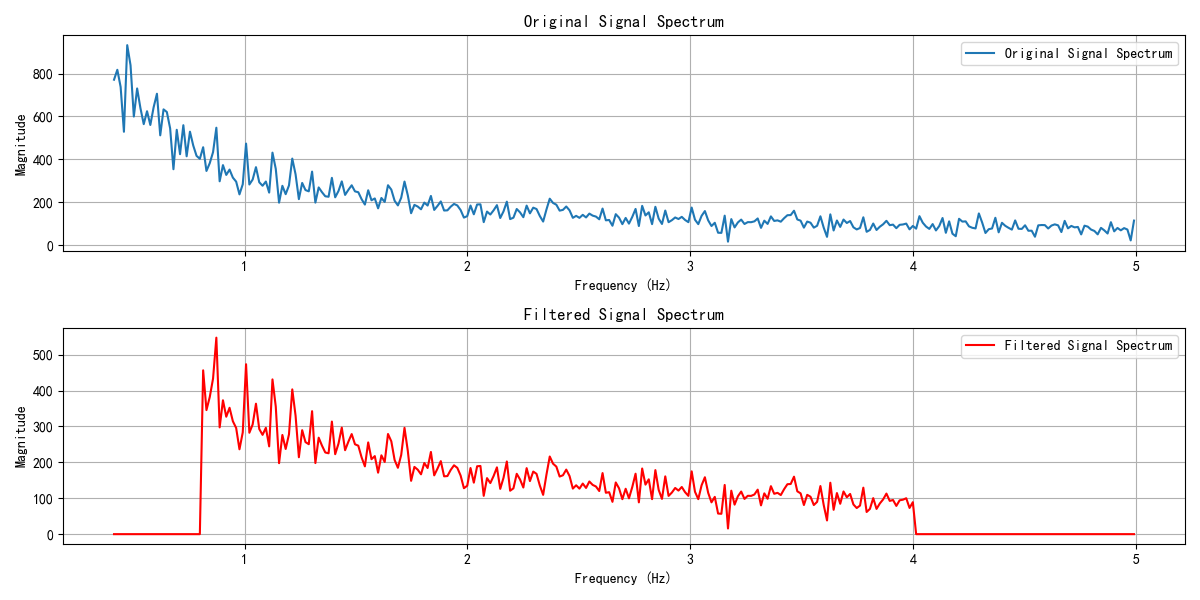 Original Signal Spectrum
Original Signal Spectrum
Magnitude
800
600
400
200
0
1
2
3
4
5
Frequency (Hz)
Filtered Signal Spectrum
Filtered Signal Spectrum
Magnitude
500
400
300
200
100
0
1
2
3
4
5
Frequency (Hz)